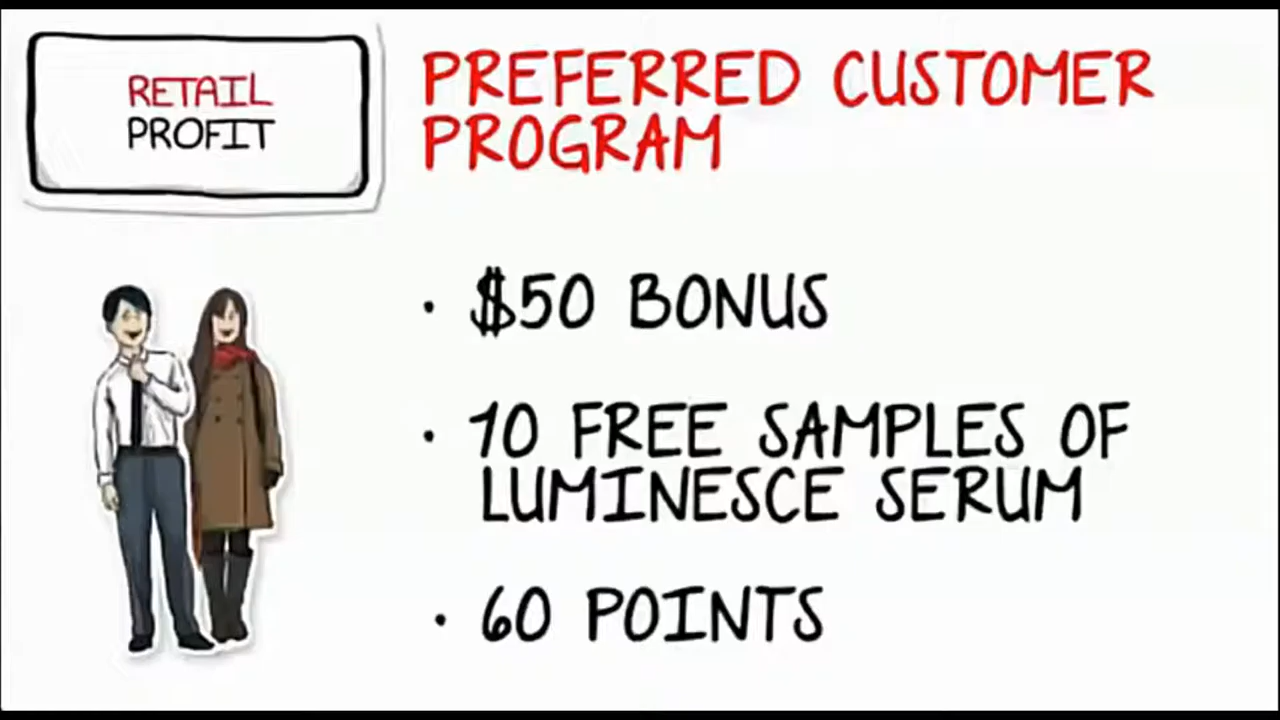 RETAIL
PROFIT
PREFERRED CUSTOMER
PROGRAM
· $50 BONUS
· 10 FREE SAMPLES OF
LUMINESCE SERUM
· 60 POINTS